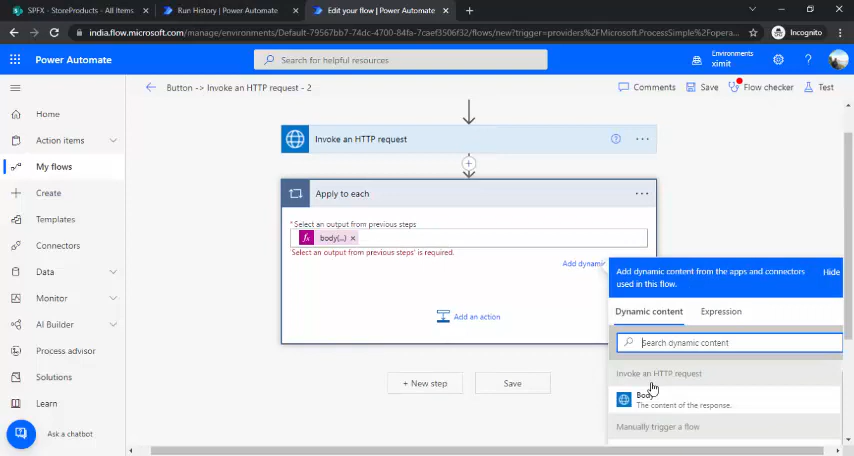 SPFX - StoreProducts - All Items
Run History | Power Automate
Edit your flow | Power Automate
india.flow.microsoft.com/manage/environments/Default-79567bb7-74dc-4700-84fa-7caef3506f32/flows/new?trigger=providers%2FMicrosoft.ProcessSimple%2Fopera...
Incognito
Power Automate
Search for helpful resources
Environments
ximit
Button -> Invoke an HTTP request - 2
Comments
Save
Flow checker
Test
Home
Action items
My flows
Create
Templates
Connectors
Data
Monitor
AI Builder
Process advisor
Solutions
Learn
Ask a chatbot
Invoke an HTTP request
Apply to each
* Select an output from previous steps
fx body(...) x
'Select an output from previous steps' is required.
Add dynamic
Add an action
+ New step
Save
Add dynamic content from the apps and connectors
used in this flow.
Hide
Dynamic content
Expression
Search dynamic content
Invoke an HTTP request
Body
The content of the response.
Manually trigger a flow